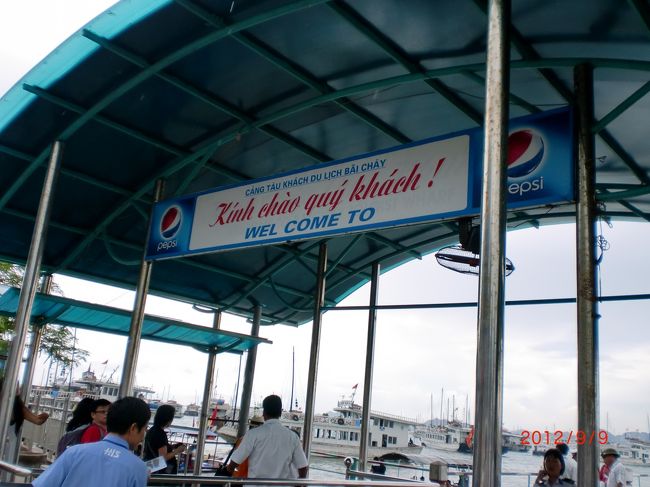 CẢNG TÀU KHÁCH DU LỊCH BÃI CHÁY
Kính chào quý khách !
WEL COME TO
pepsi
pepsi
HIS
2012/9/9